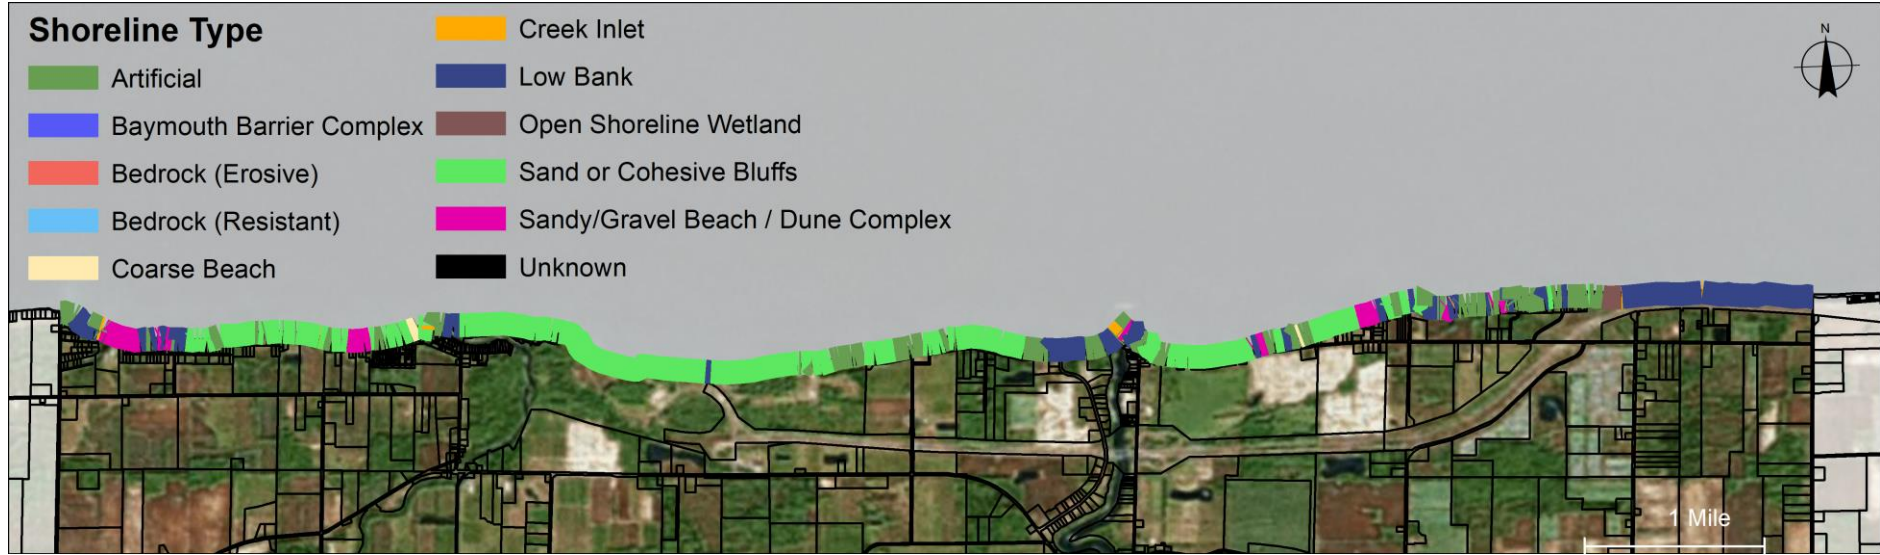 Shoreline Type
Artificial
Baymouth Barrier Complex
Bedrock (Erosive)
Bedrock (Resistant)
Coarse Beach
Creek Inlet
Low Bank
Open Shoreline Wetland
Sand or Cohesive Bluffs
Sandy/Gravel Beach / Dune Complex
Unknown
N
1 Mile